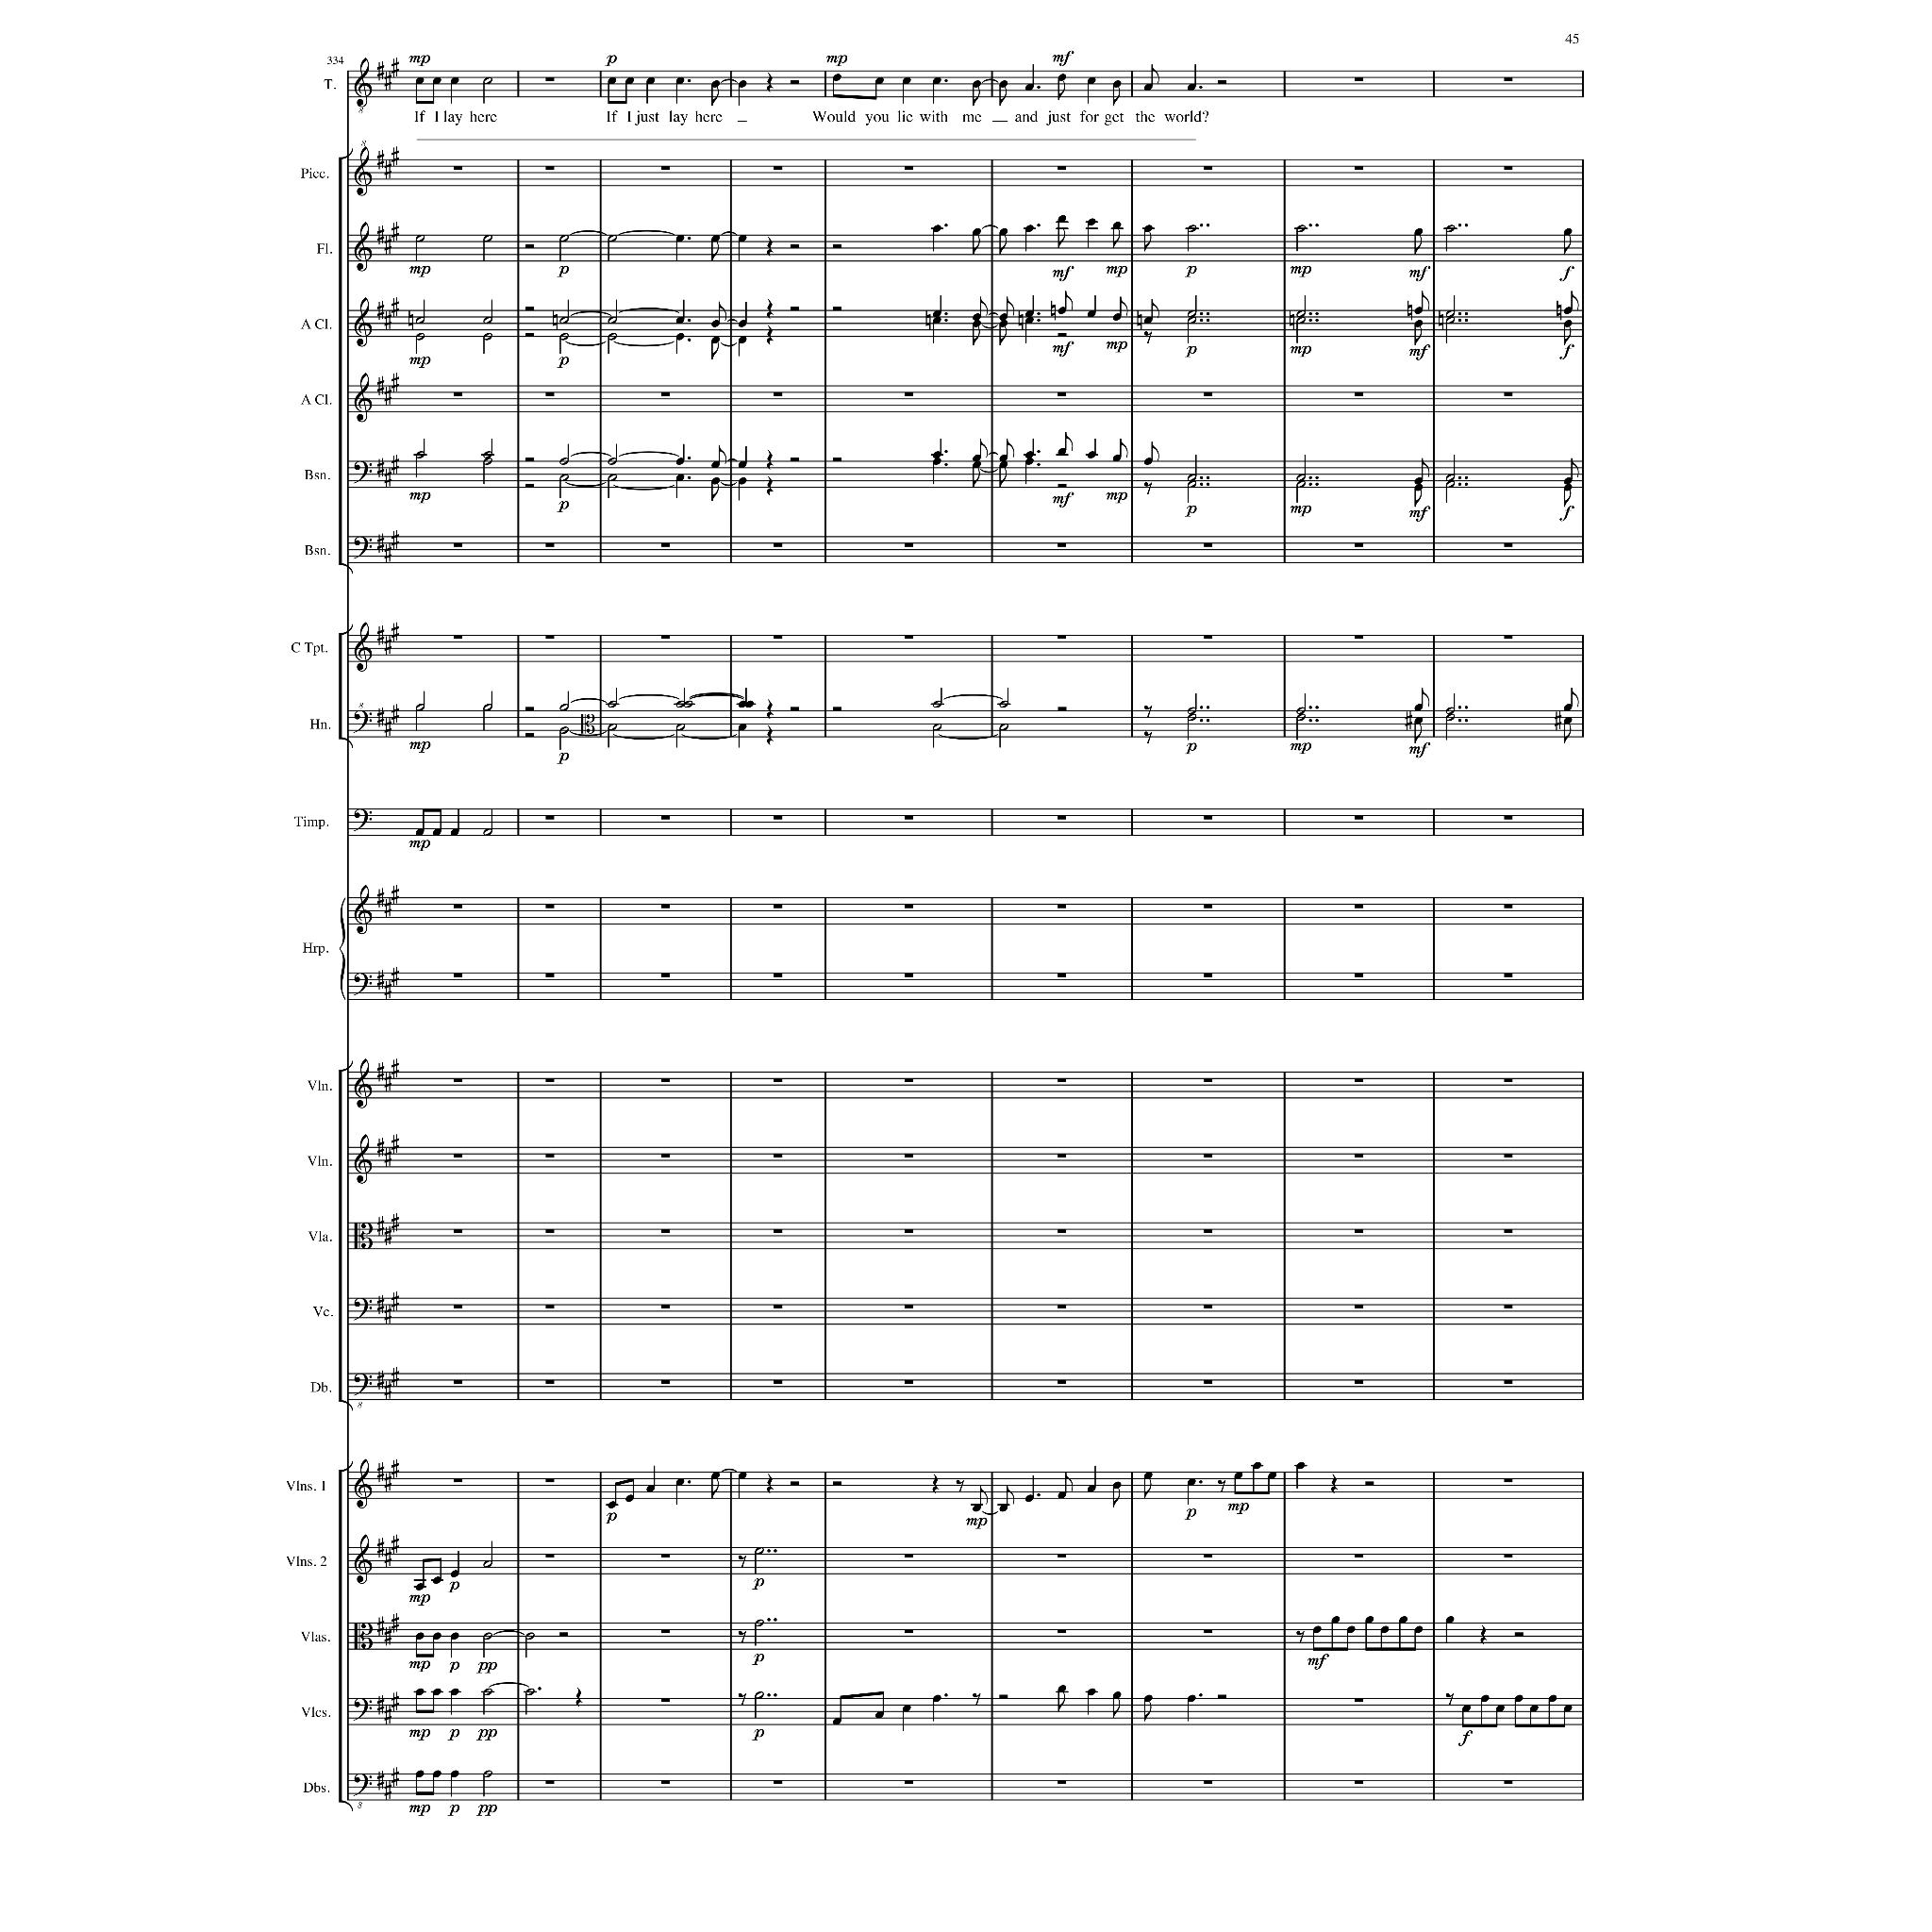 45
334
mp p mp mf
T.
If I lay here If I just lay here _ Would you lie with me _ and just for get the world?
Picc.
Fl.
mp p mf mp p mp mf f
A Cl.
mp p mf mp p mp mf f
A Cl.
Bsn.
mp p mf mp p mp mf f
Bsn.
C Tpt.
Hn.
mp p p mp mf
Timp.
mp
Hrp.
Vln.
Vln.
Vla.
Vc.
Db.
Vlns. 1
p mp p mp
Vlns. 2
mp p p
Vlas.
mp p pp p mf
Vlcs.
mp p pp p f
Dbs.
mp p pp